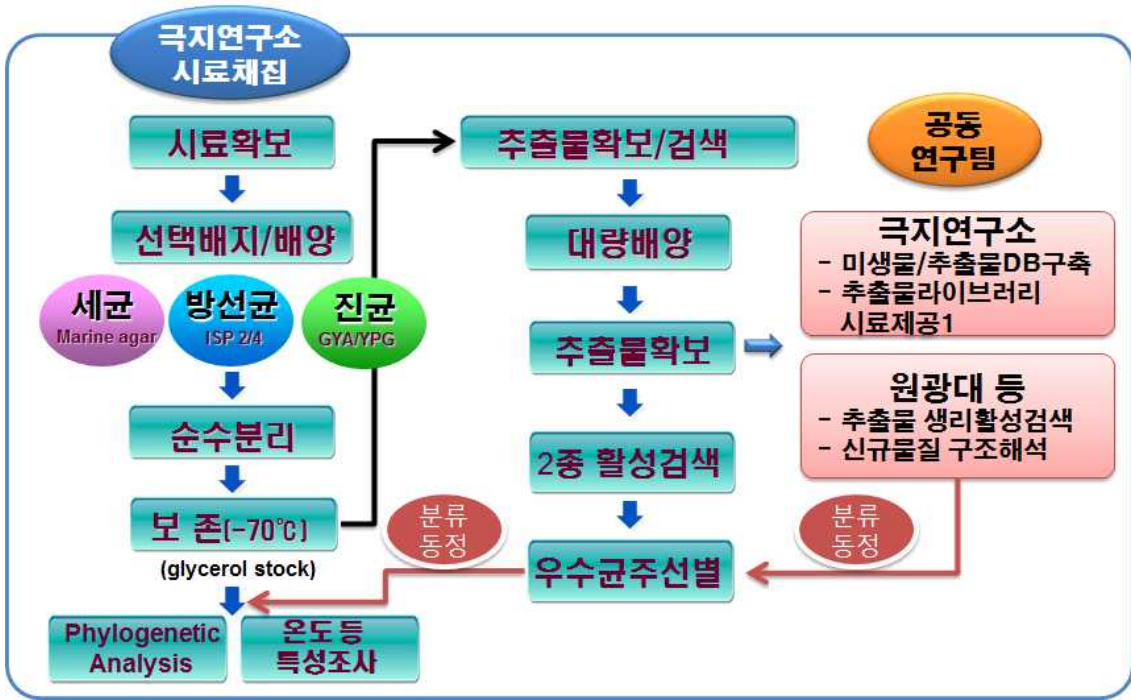 극지연구소
시료채집
시료확보
선택배지/배양
세균
Marine agar
방선균
ISP 2/4
진균
GYA/YPG
순수분리
보 존(-70℃)
(glycerol stock)
Phylogenetic
Analysis
온도 등
특성조사
추출물확보/검색
대량배양
추출물확보
2종 활성검색
우수균주선별
분류
동정
공동
연구팀
극지연구소
- 미생물/추출물DB구축
- 추출물라이브러리
시료제공1
원광대 등
- 추출물 생리활성검색
- 신규물질 구조해석
분류
동정